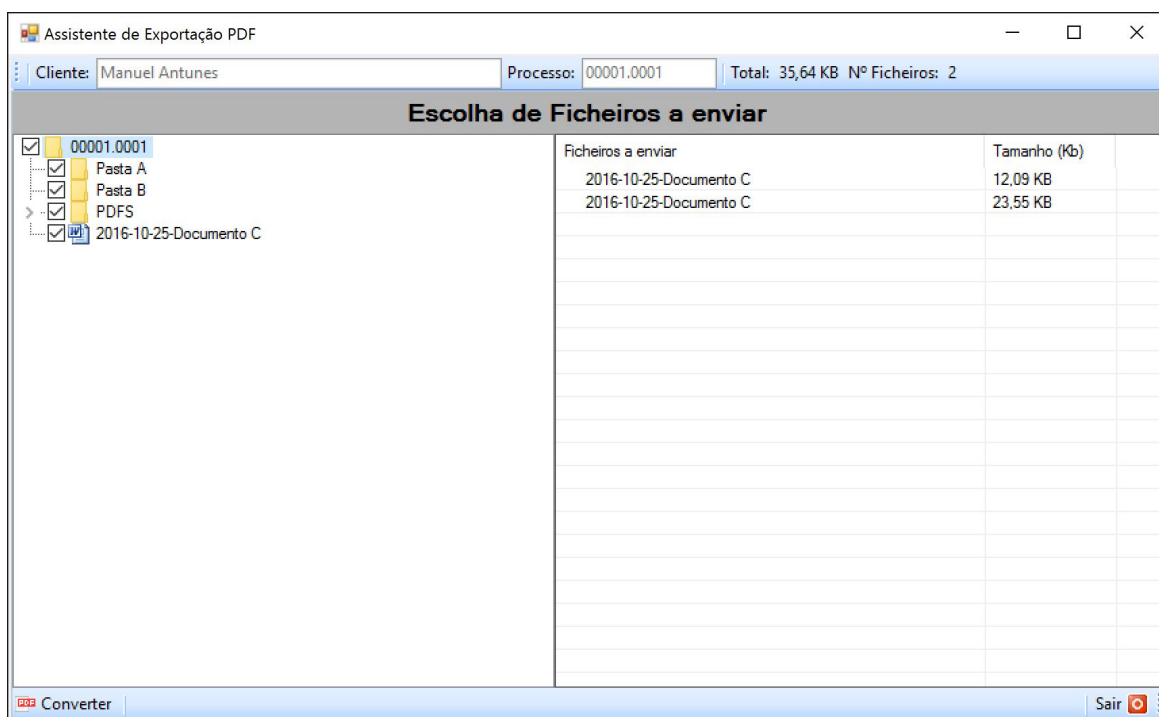 Assistente de Exportação PDF
Cliente: Manuel Antunes Processo: 00001.0001 Total: 35,64 KB Nº Ficheiros: 2
Escolha de Ficheiros a enviar
00001.0001
Pasta A
Pasta B
PDFS
2016-10-25-Documento C
Ficheiros a enviar Tamanho (Kb)
2016-10-25-Documento C 12,09 KB
2016-10-25-Documento C 23,55 KB
PDF Converter
Sair